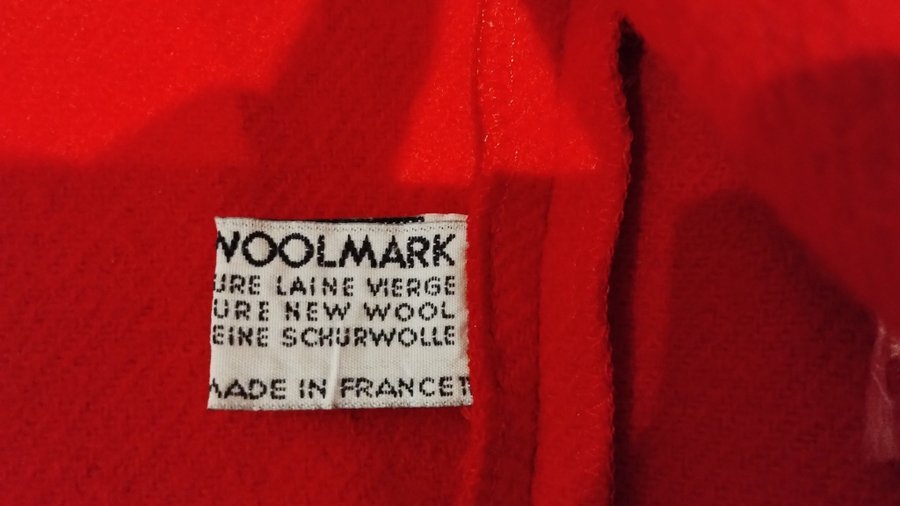 WOOLMARK
URE LAINE VIERGE
URE NEW WOOL
EINE SCHURWOLLE
MADE IN FRANCE T